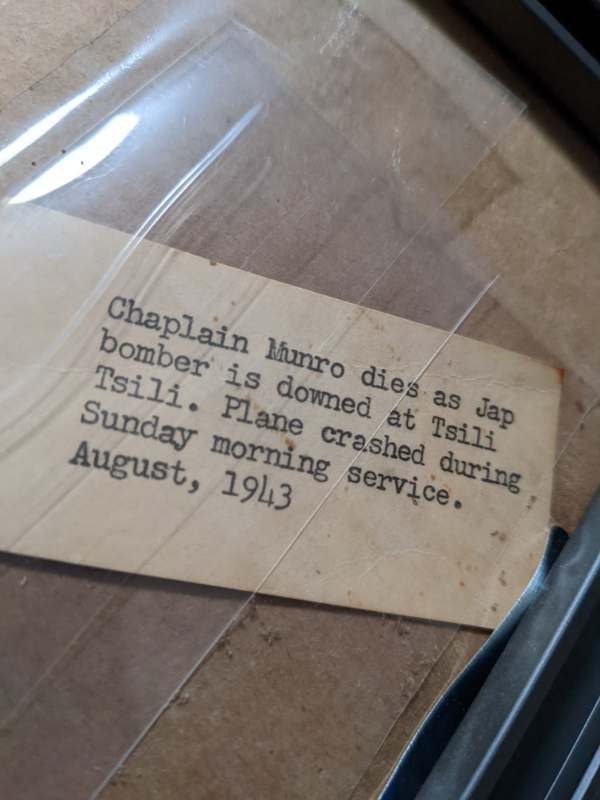 Chaplain Munro dies as Jap
bomber is downed at Tsili
Tsili. Plane crashed during
Sunday morning service.
August, 1943